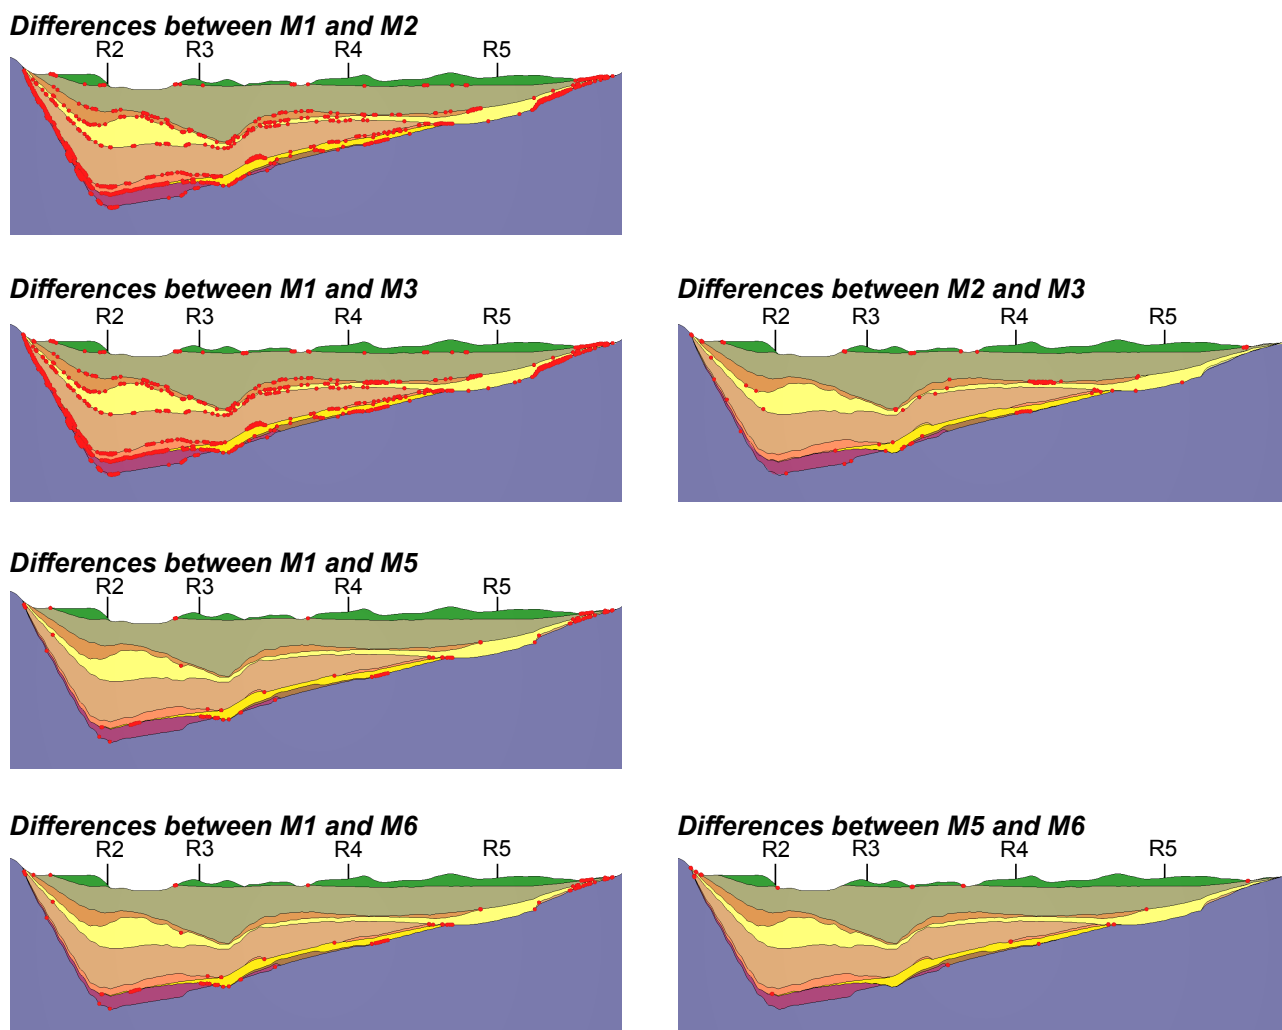 Differences between M1 and M2
R2 R3 R4 R5
Differences between M1 and M3
R2 R3 R4 R5
Differences between M2 and M3
R2 R3 R4 R5
Differences between M1 and M5
R2 R3 R4 R5
Differences between M1 and M6
R2 R3 R4 R5
Differences between M5 and M6
R2 R3 R4 R5